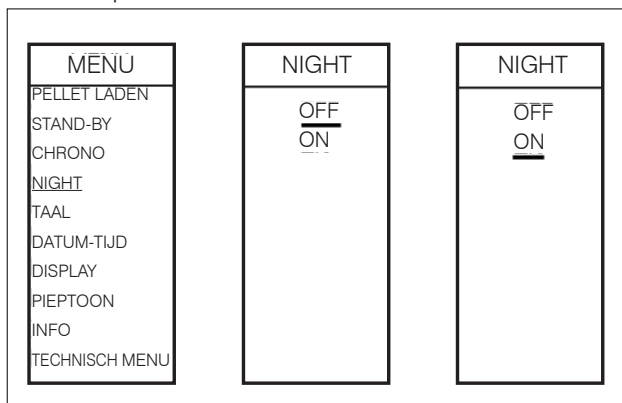 MENU
PELLET LADEN
STAND-BY
CHRONO
NIGHT
TAAL
DATUM-TIJD
DISPLAY
PIEPTOON
INFO
TECHNISCH MENU
NIGHT
OFF
ON
NIGHT
OFF
ON